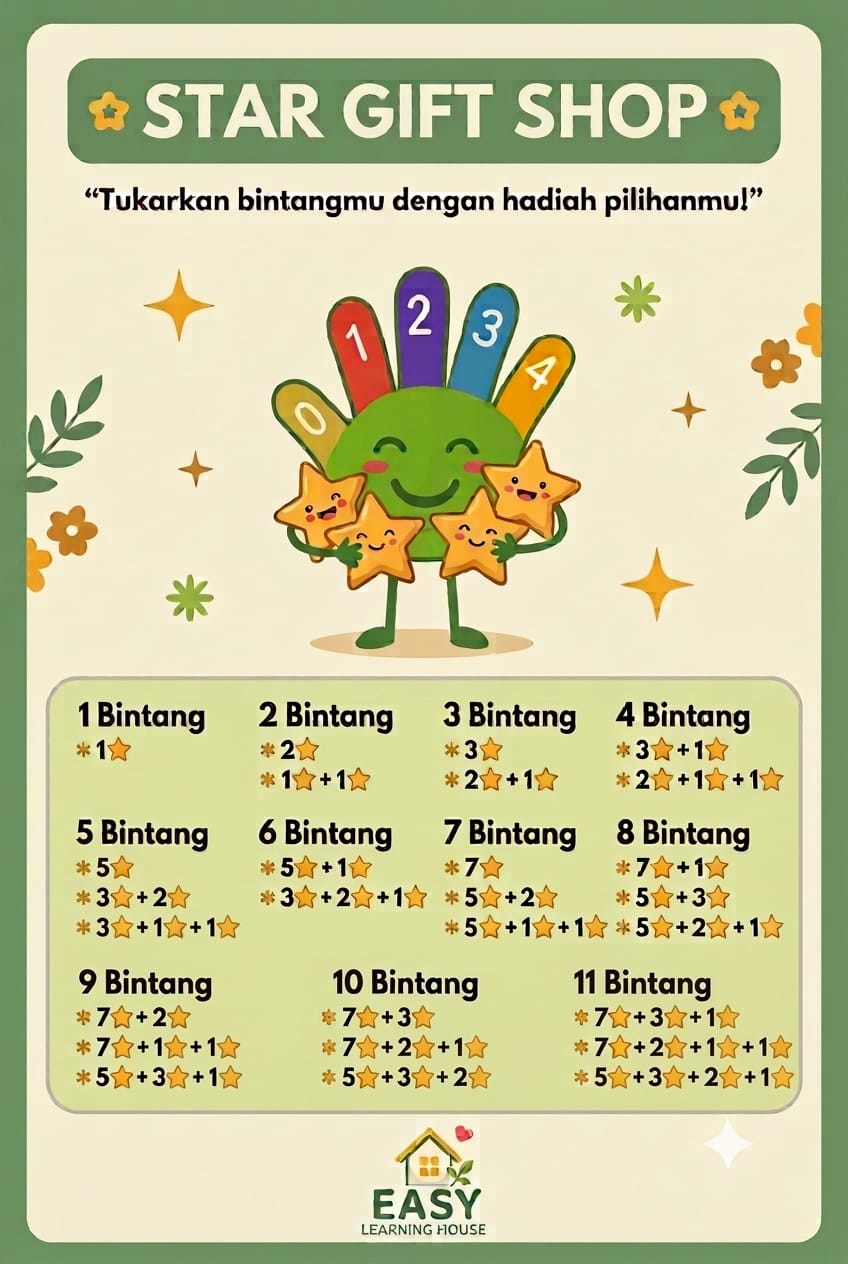 STAR GIFT SHOP
“Tukarkan bintangmu dengan hadiah pilihanmu!”
0 1 2 3 4
1 Bintang
* 1⭐
2 Bintang
* 2⭐
* 1⭐+1⭐
3 Bintang
* 3⭐
* 2⭐+1⭐
4 Bintang
* 3⭐+1⭐
* 2⭐+1⭐+1⭐
5 Bintang
* 5⭐
* 3⭐+2⭐
* 3⭐+1⭐+1⭐
6 Bintang
* 5⭐+1⭐
* 3⭐+2⭐+1⭐
7 Bintang
* 7⭐
* 5⭐+2⭐
* 5⭐+1⭐+1⭐
8 Bintang
* 7⭐+1⭐
* 5⭐+3⭐
* 5⭐+2⭐+1⭐
9 Bintang
* 7⭐+2⭐
* 7⭐+1⭐+1⭐
* 5⭐+3⭐+1⭐
10 Bintang
* 7⭐+3⭐
* 7⭐+2⭐+1⭐
* 5⭐+3⭐+2⭐
11 Bintang
* 7⭐+3⭐+1⭐
* 7⭐+2⭐+1⭐+1⭐
* 5⭐+3⭐+2⭐+1⭐
EASY
LEARNING HOUSE